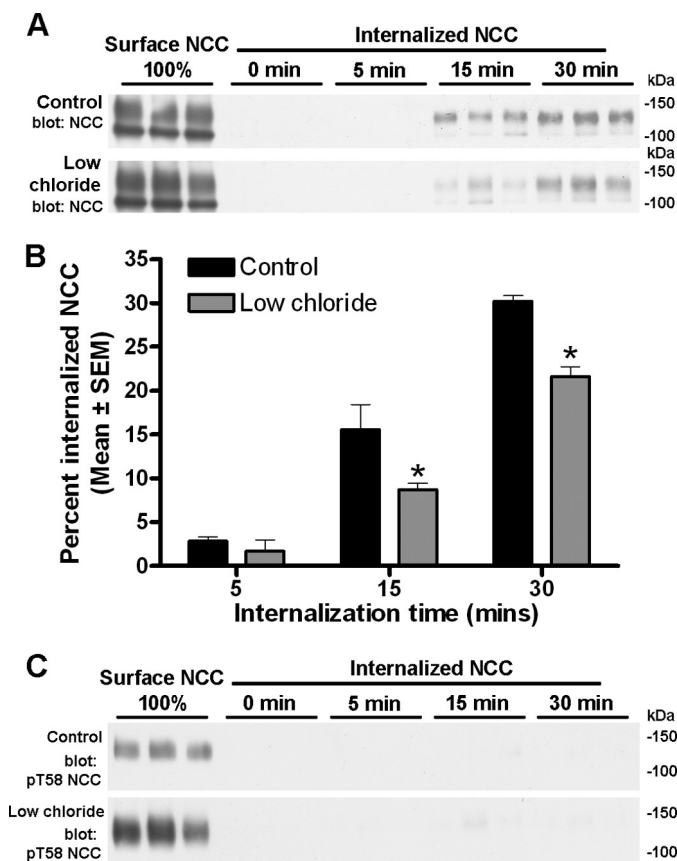 A
Surface NCC
Internalized NCC
100%
0 min
5 min
15 min
30 min
kDa
Control
blot: NCC
-150
-100
kDa
Low
chloride
blot: NCC
-150
-100
B
Percent internalized NCC
(Mean ± SEM)
35
30
25
20
15
10
5
0
Control
Low chloride
*
*
5
15
30
Internalization time (mins)
C
Surface NCC
Internalized NCC
100%
0 min
5 min
15 min
30 min
kDa
Control
blot:
pT58 NCC
-150
-100
Low chloride
blot:
pT58 NCC
-150
-100